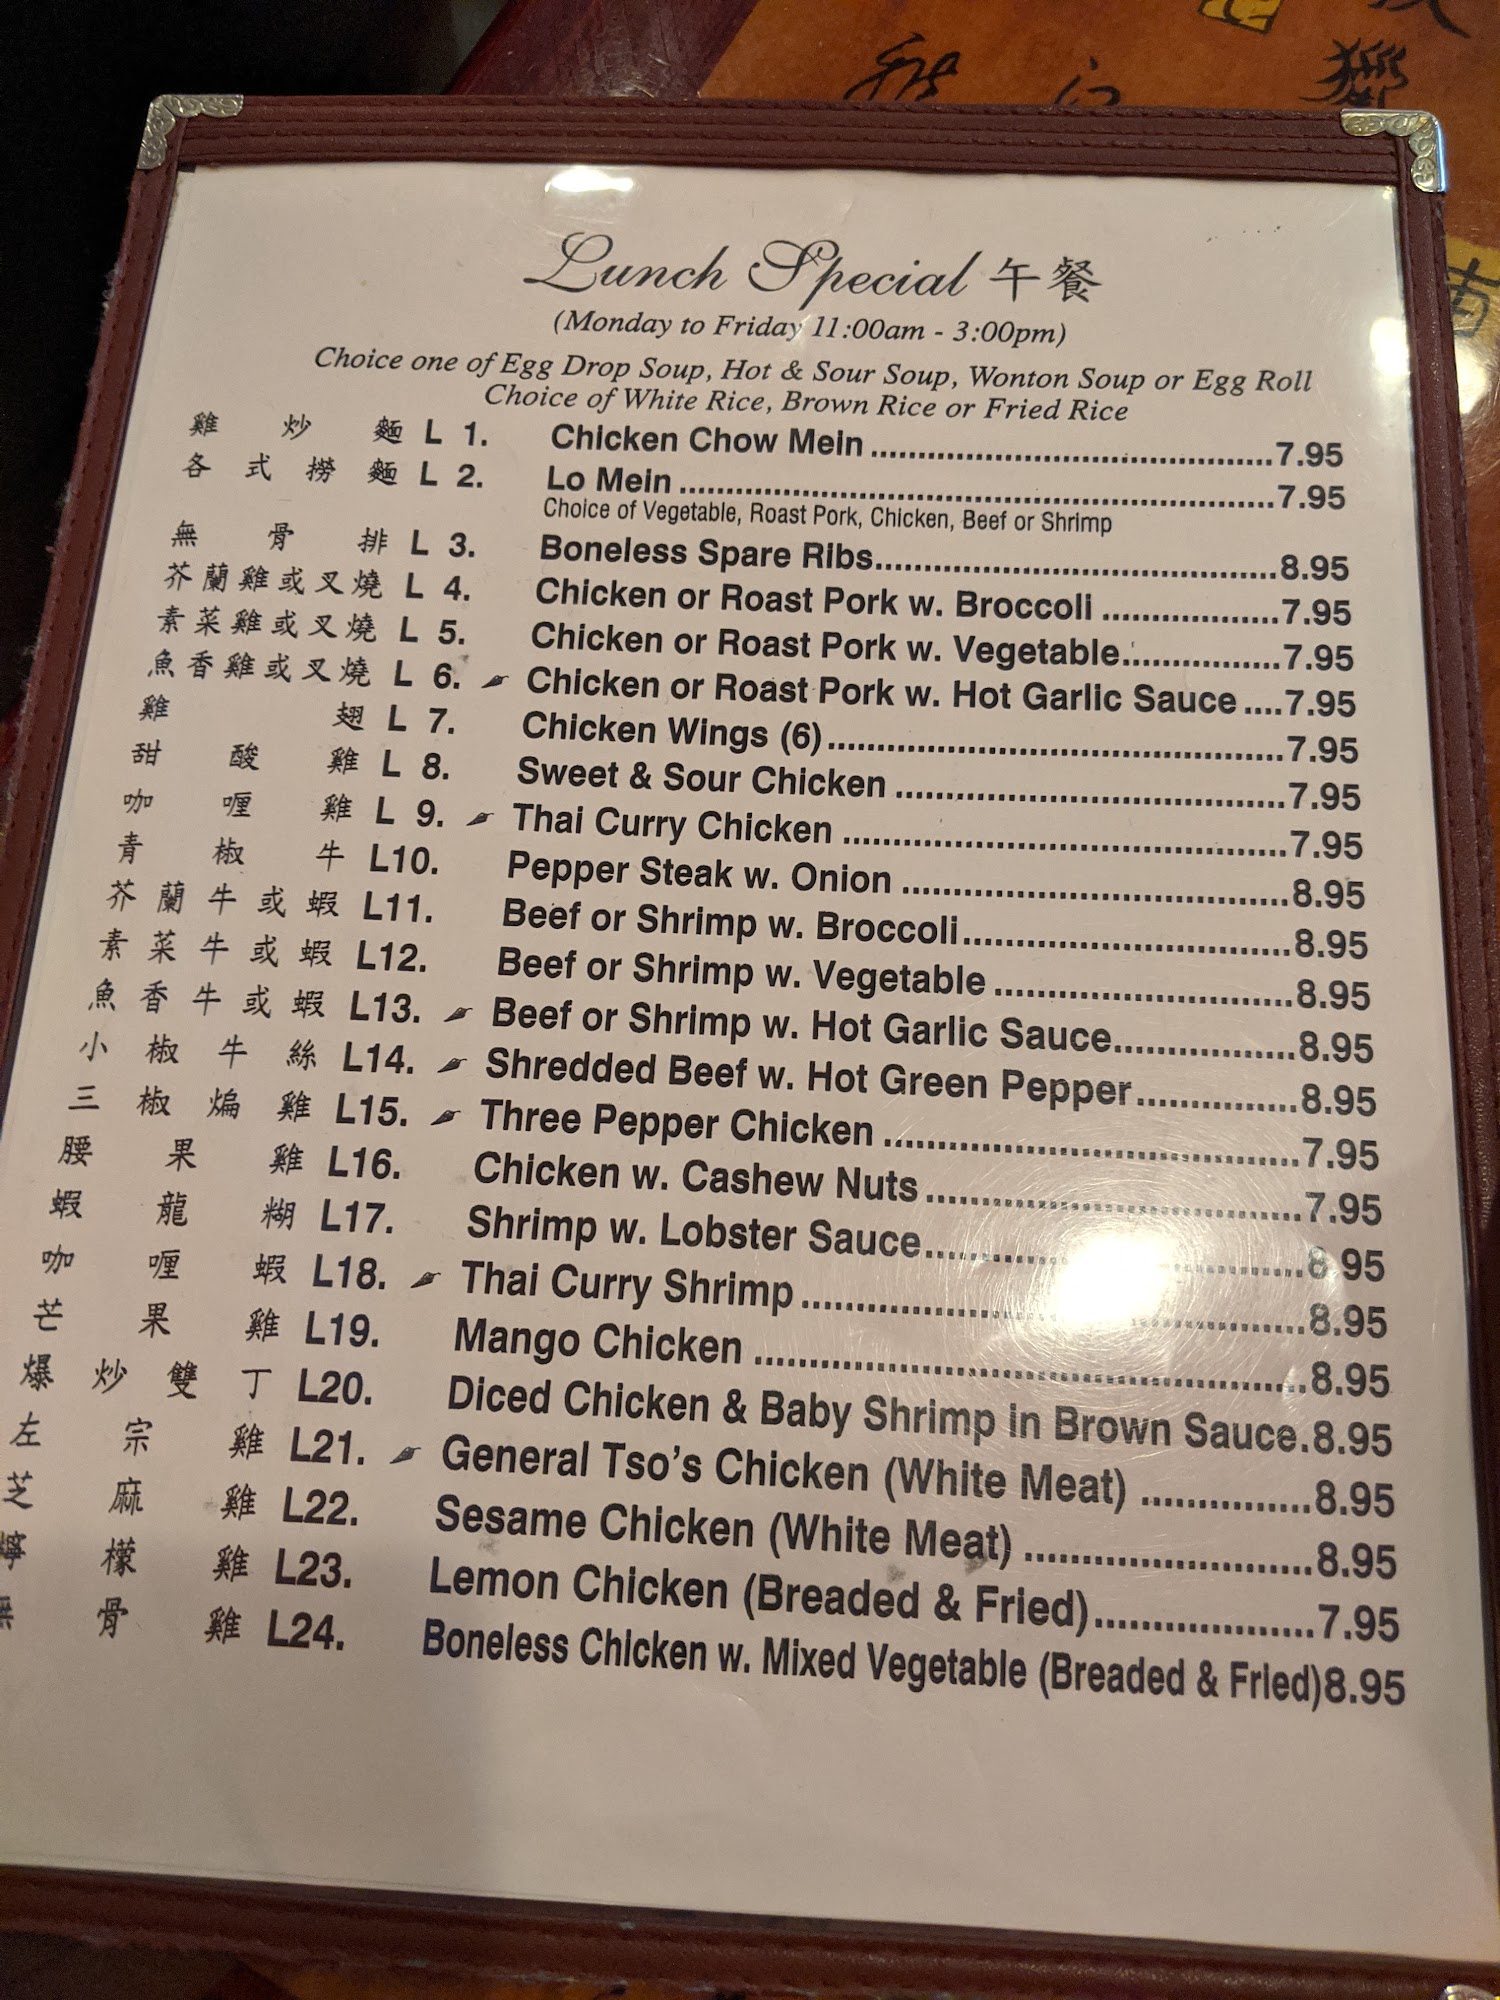 Lunch Special 午餐
(Monday to Friday 11:00am - 3:00pm)
Choice one of Egg Drop Soup, Hot & Sour Soup, Wonton Soup or Egg Roll
Choice of White Rice, Brown Rice or Fried Rice
雞炒麵 L 1. Chicken Chow Mein ........ 7.95
各式撈麵 L 2. Lo Mein ........ 7.95
Choice of Vegetable, Roast Pork, Chicken, Beef or Shrimp
無骨排 L 3. Boneless Spare Ribs ........ 8.95
芥蘭雞或叉燒 L 4. Chicken or Roast Pork w. Broccoli ........ 7.95
素菜雞或叉燒 L 5. Chicken or Roast Pork w. Vegetable ........ 7.95
魚香雞或叉燒 L 6. Chicken or Roast Pork w. Hot Garlic Sauce .... 7.95
雞翅 L 7. Chicken Wings (6) ........ 7.95
甜酸雞 L 8. Sweet & Sour Chicken ........ 7.95
咖喱雞 L 9. Thai Curry Chicken ........ 7.95
青椒牛 L10. Pepper Steak w. Onion ........ 8.95
芥蘭牛或蝦 L11. Beef or Shrimp w. Broccoli ........ 8.95
素菜牛或蝦 L12. Beef or Shrimp w. Vegetable ........ 8.95
魚香牛或蝦 L13. Beef or Shrimp w. Hot Garlic Sauce ........ 8.95
小椒牛絲 L14. Shredded Beef w. Hot Green Pepper ........ 8.95
三椒煸雞 L15. Three Pepper Chicken ........ 7.95
腰果雞 L16. Chicken w. Cashew Nuts ........ 7.95
蝦龍糊 L17. Shrimp w. Lobster Sauce ........ 8.95
咖喱蝦 L18. Thai Curry Shrimp ........ 8.95
芒果雞 L19. Mango Chicken ........ 8.95
爆炒雙丁 L20. Diced Chicken & Baby Shrimp in Brown Sauce.8.95
左宗雞 L21. General Tso's Chicken (White Meat) ........ 8.95
芝麻雞 L22. Sesame Chicken (White Meat) ........ 8.95
檸檬雞 L23. Lemon Chicken (Breaded & Fried) ........ 7.95
無骨雞 L24. Boneless Chicken w. Mixed Vegetable (Breaded & Fried)8.95